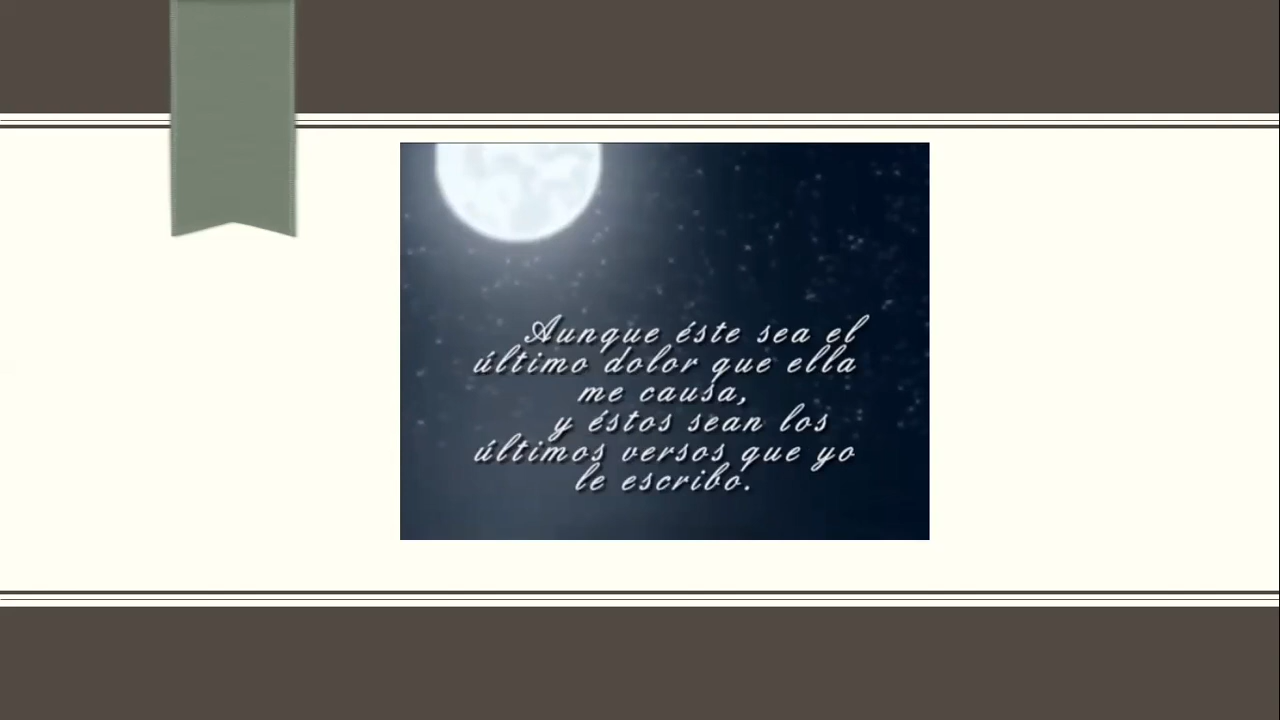 Aunque éste sea el
último dolor que ella
me causa,
y éstos sean los
últimos versos que yo
le escribo.